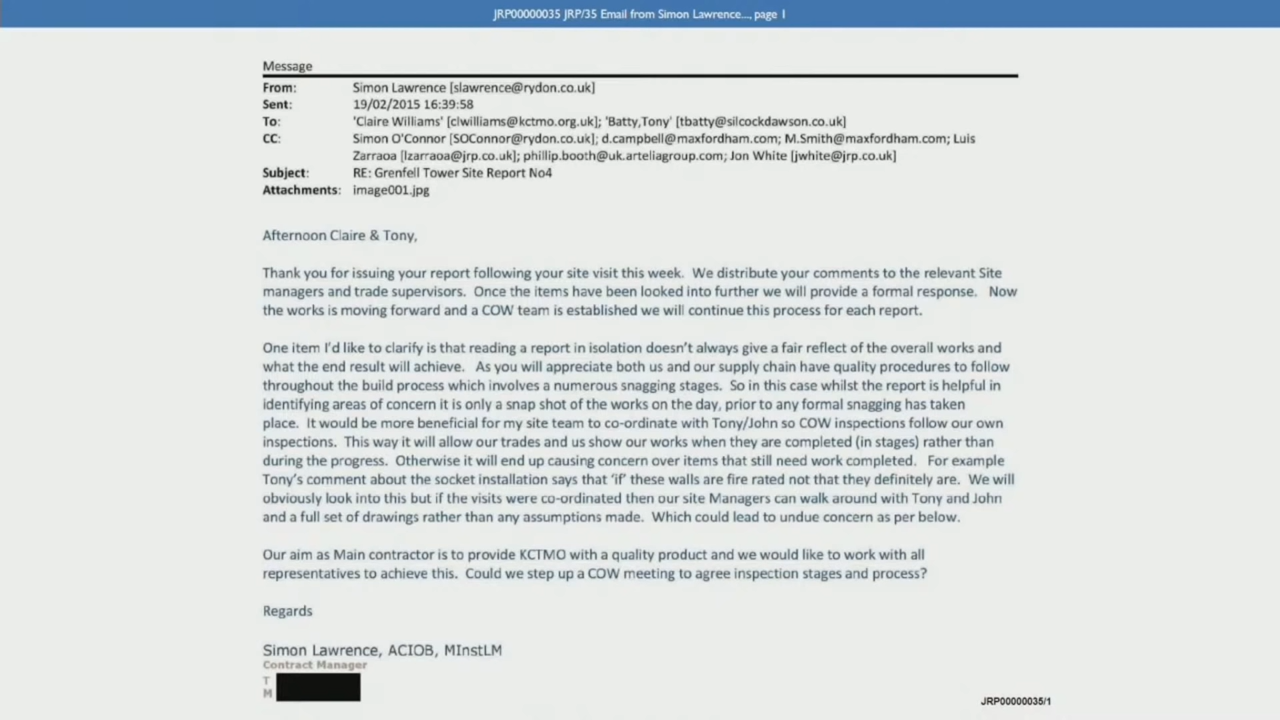 JRP00000035 JRP/35 Email from Simon Lawrence..., page 1
Message
From: Simon Lawrence [slawrence@rydon.co.uk]
Sent: 19/02/2015 16:39:58
To: 'Claire Williams' [clwilliams@kctmo.org.uk]; 'Batty,Tony' [tbatty@silcockdawson.co.uk]
CC: Simon O'Connor [SOConnor@rydon.co.uk]; d.campbell@maxfordham.com; M.Smith@maxfordham.com; Luis
Zarraoa [lzarraoa@jrp.co.uk]; phillip.booth@uk.arteliagroup.com; Jon White [jwhite@jrp.co.uk]
Subject: RE: Grenfell Tower Site Report No4
Attachments: image001.jpg
Afternoon Claire & Tony,
Thank you for issuing your report following your site visit this week. We distribute your comments to the relevant Site
managers and trade supervisors. Once the items have been looked into further we will provide a formal response. Now
the works is moving forward and a COW team is established we will continue this process for each report.
One item I'd like to clarify is that reading a report in isolation doesn't always give a fair reflect of the overall works and
what the end result will achieve. As you will appreciate both us and our supply chain have quality procedures to follow
throughout the build process which involves a numerous snagging stages. So in this case whilst the report is helpful in
identifying areas of concern it is only a snap shot of the works on the day, prior to any formal snagging has taken
place. It would be more beneficial for my site team to co-ordinate with Tony/John so COW inspections follow our own
inspections. This way it will allow our trades and us show our works when they are completed (in stages) rather than
during the progress. Otherwise it will end up causing concern over items that still need work completed. For example
Tony's comment about the socket installation says that 'if' these walls are fire rated not that they definitely are. We will
obviously look into this but if the visits were co-ordinated then our site Managers can walk around with Tony and John
and a full set of drawings rather than any assumptions made. Which could lead to undue concern as per below.
Our aim as Main contractor is to provide KCTMO with a quality product and we would like to work with all
representatives to achieve this. Could we step up a COW meeting to agree inspection stages and process?
Regards
Simon Lawrence, ACIOB, MInstLM
Contract Manager
T
M
JRP00000035/1